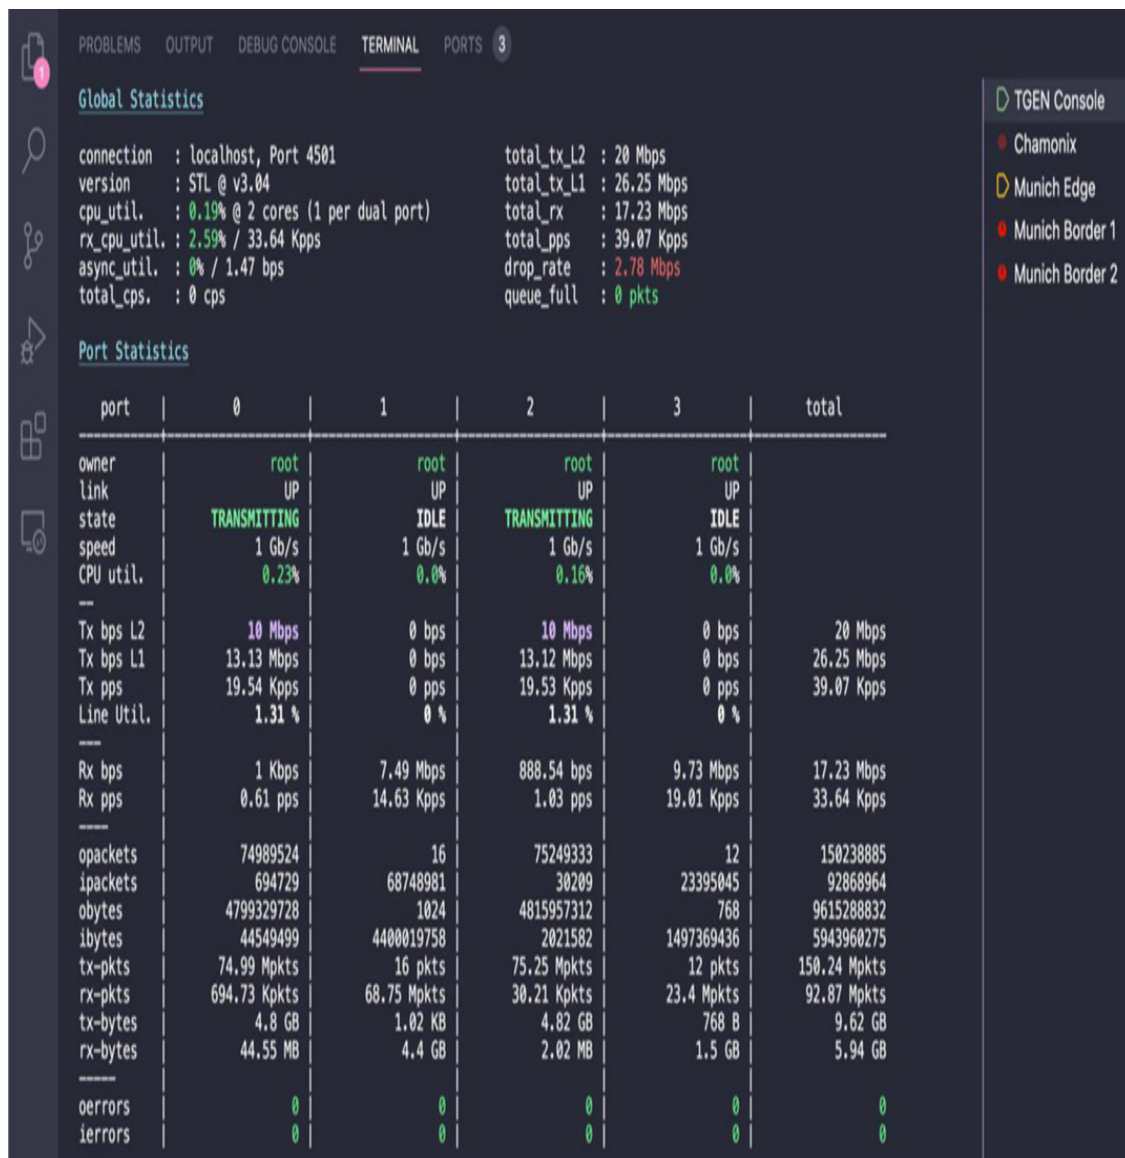 PROBLEMS OUTPUT DEBUG CONSOLE TERMINAL PORTS 3
1
Global Statistics
connection : localhost, Port 4501 total_tx_L2 : 20 Mbps
version : STL @ v3.04 total_tx_L1 : 26.25 Mbps
cpu_util. : 0.19% @ 2 cores (1 per dual port) total_rx : 17.23 Mbps
rx_cpu_util. : 2.59% / 33.64 Kpps total_pps : 39.07 Kpps
async_util. : 0% / 1.47 bps drop_rate : 2.78 Mbps
total_cps. : 0 cps queue_full : 0 pkts
Port Statistics
port | 0 | 1 | 2 | 3 | total
owner | root | root | root | root |
link | UP | UP | UP | UP |
state | TRANSMITTING | IDLE | TRANSMITTING | IDLE |
speed | 1 Gb/s | 1 Gb/s | 1 Gb/s | 1 Gb/s |
CPU util. | 0.23% | 0.0% | 0.16% | 0.0% |
-- | | | | |
Tx bps L2 | 10 Mbps | 0 bps | 10 Mbps | 0 bps | 20 Mbps
Tx bps L1 | 13.13 Mbps | 0 bps | 13.12 Mbps | 0 bps | 26.25 Mbps
Tx pps | 19.54 Kpps | 0 pps | 19.53 Kpps | 0 pps | 39.07 Kpps
Line Util. | 1.31 % | 0 % | 1.31 % | 0 % |
--- | | | | |
Rx bps | 1 Kbps | 7.49 Mbps | 888.54 bps | 9.73 Mbps | 17.23 Mbps
Rx pps | 0.61 pps | 14.63 Kpps | 1.03 pps | 19.01 Kpps | 33.64 Kpps
---- | | | | |
opackets | 74989524 | 16 | 75249333 | 12 | 150238885
ipackets | 694729 | 68748981 | 30209 | 23395045 | 92868964
obytes | 4799329728 | 1024 | 4815957312 | 768 | 9615288832
ibytes | 44549499 | 4400019758 | 2021582 | 1497369436 | 5943960275
tx-pkts | 74.99 Mpkts | 16 pkts | 75.25 Mpkts | 12 pkts | 150.24 Mpkts
rx-pkts | 694.73 Kpkts | 68.75 Mpkts | 30.21 Kpkts | 23.4 Mpkts | 92.87 Mpkts
tx-bytes | 4.8 GB | 1.02 KB | 4.82 GB | 768 B | 9.62 GB
rx-bytes | 44.55 MB | 4.4 GB | 2.02 MB | 1.5 GB | 5.94 GB
----- | | | | |
oerrors | 0 | 0 | 0 | 0 | 0
ierrors | 0 | 0 | 0 | 0 | 0
TGEN Console
Chamonix
Munich Edge
Munich Border 1
Munich Border 2